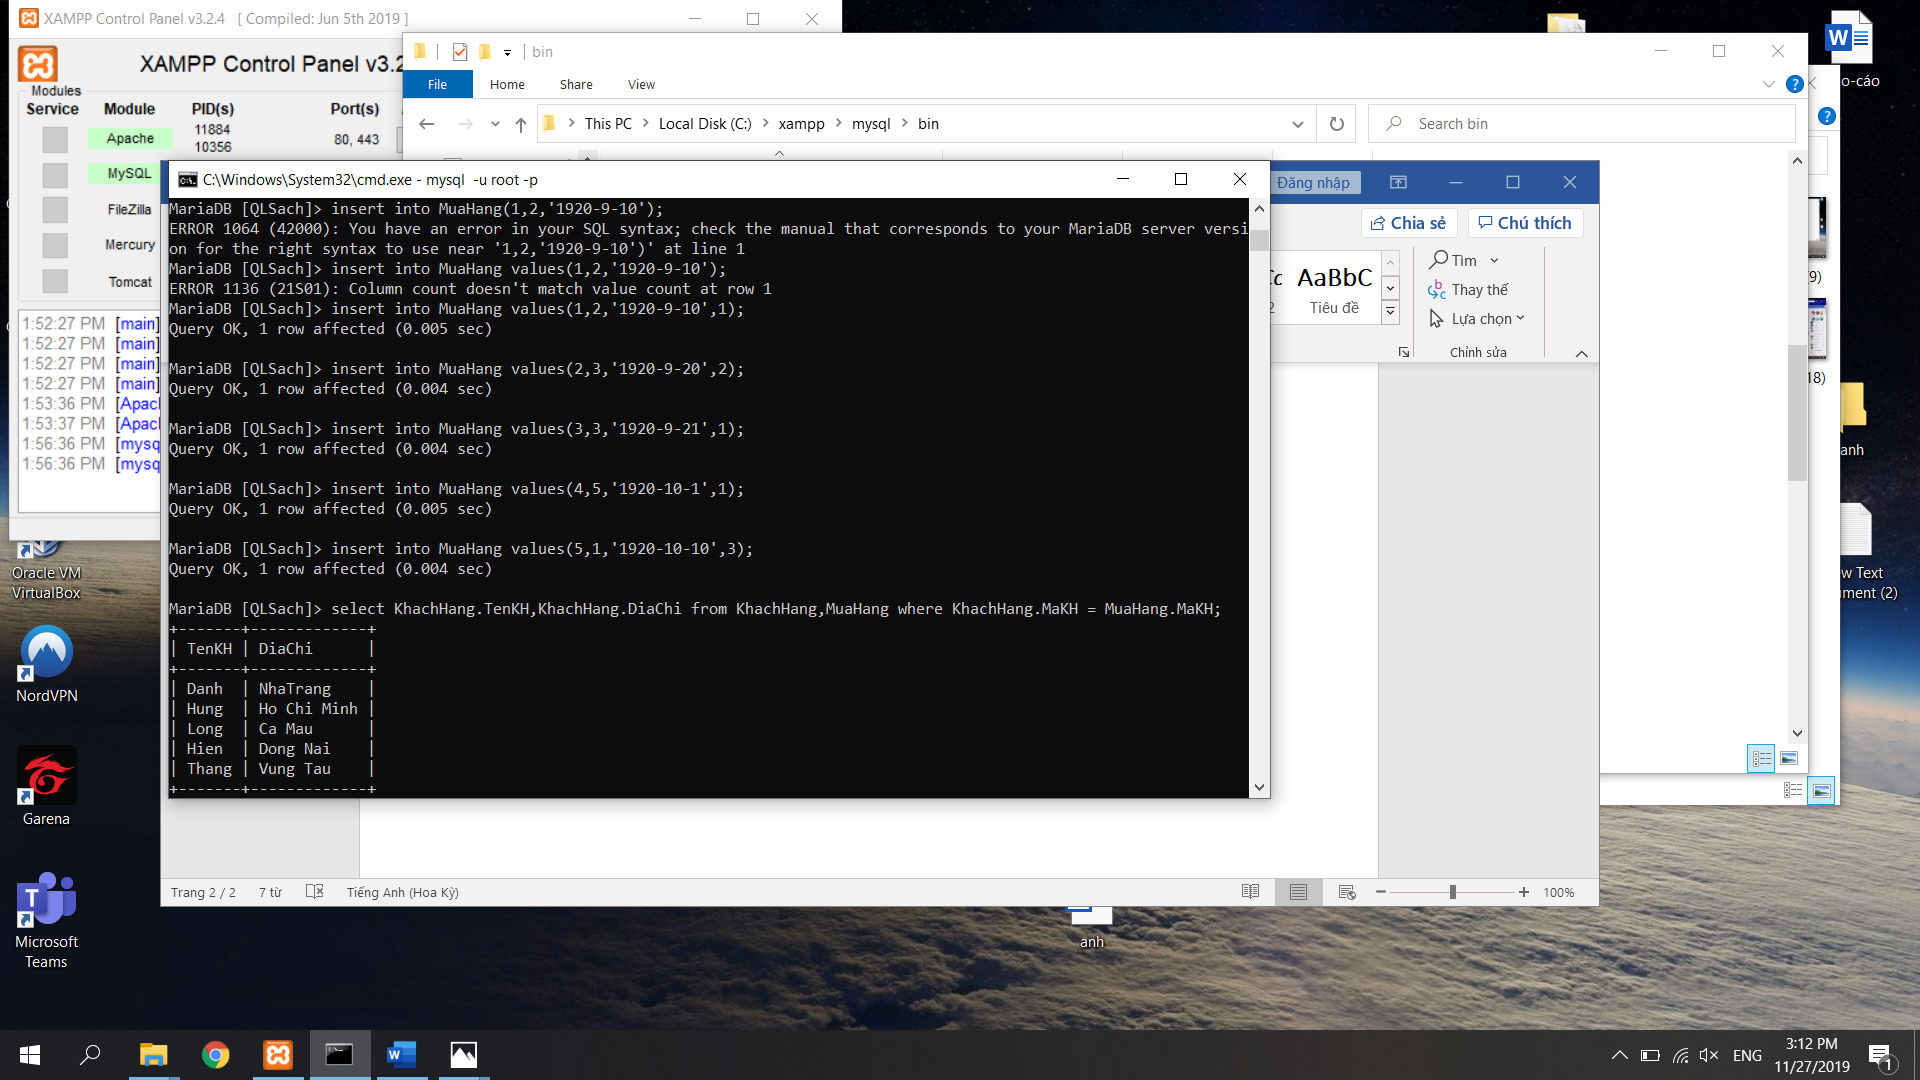 XAMPP Control Panel v3.2.4 [ Compiled: Jun 5th 2019 ]
XAMPP Control Panel v3.2
Modules
Service Module PID(s) Port(s)
Apache 11884 10356 80, 443
MySQL
FileZilla
Mercury
Tomcat
1:52:27 PM [main]
1:52:27 PM [main]
1:52:27 PM [main]
1:52:27 PM [main]
1:53:36 PM [Apac
1:53:37 PM [Apac
1:56:36 PM [mysq
1:56:36 PM [mysq
bin
File Home Share View
This PC > Local Disk (C:) > xampp > mysql > bin
Search bin
C:\Windows\System32\cmd.exe - mysql -u root -p
MariaDB [QLSach]> insert into MuaHang(1,2,'1920-9-10');
ERROR 1064 (42000): You have an error in your SQL syntax; check the manual that corresponds to your MariaDB server versi
on for the right syntax to use near '1,2,'1920-9-10')' at line 1
MariaDB [QLSach]> insert into MuaHang values(1,2,'1920-9-10');
ERROR 1136 (21S01): Column count doesn't match value count at row 1
MariaDB [QLSach]> insert into MuaHang values(1,2,'1920-9-10',1);
Query OK, 1 row affected (0.005 sec)
MariaDB [QLSach]> insert into MuaHang values(2,3,'1920-9-20',2);
Query OK, 1 row affected (0.004 sec)
MariaDB [QLSach]> insert into MuaHang values(3,3,'1920-9-21',1);
Query OK, 1 row affected (0.004 sec)
MariaDB [QLSach]> insert into MuaHang values(4,5,'1920-10-1',1);
Query OK, 1 row affected (0.005 sec)
MariaDB [QLSach]> insert into MuaHang values(5,1,'1920-10-10',3);
Query OK, 1 row affected (0.004 sec)
MariaDB [QLSach]> select KhachHang.TenKH,KhachHang.DiaChi from KhachHang,MuaHang where KhachHang.MaKH = MuaHang.MaKH;
+-------+-------------+
| TenKH | DiaChi      |
+-------+-------------+
| Danh  | NhaTrang    |
| Hung  | Ho Chi Minh |
| Long  | Ca Mau      |
| Hien  | Dong Nai    |
| Thang | Vung Tau    |
+-------+-------------+
Đăng nhập
Chia sẻ Chú thích
AaBbC
Tiêu đề
Tìm
Thay thế
Lựa chọn
Chỉnh sửa
Trang 2 / 2 7 từ Tiếng Anh (Hoa Kỳ)
100%
o-cáo
9)
18)
anh
w Text
ment (2)
Oracle VM
VirtualBox
NordVPN
Garena
Microsoft
Teams
anh
ENG
3:12 PM
11/27/2019
1